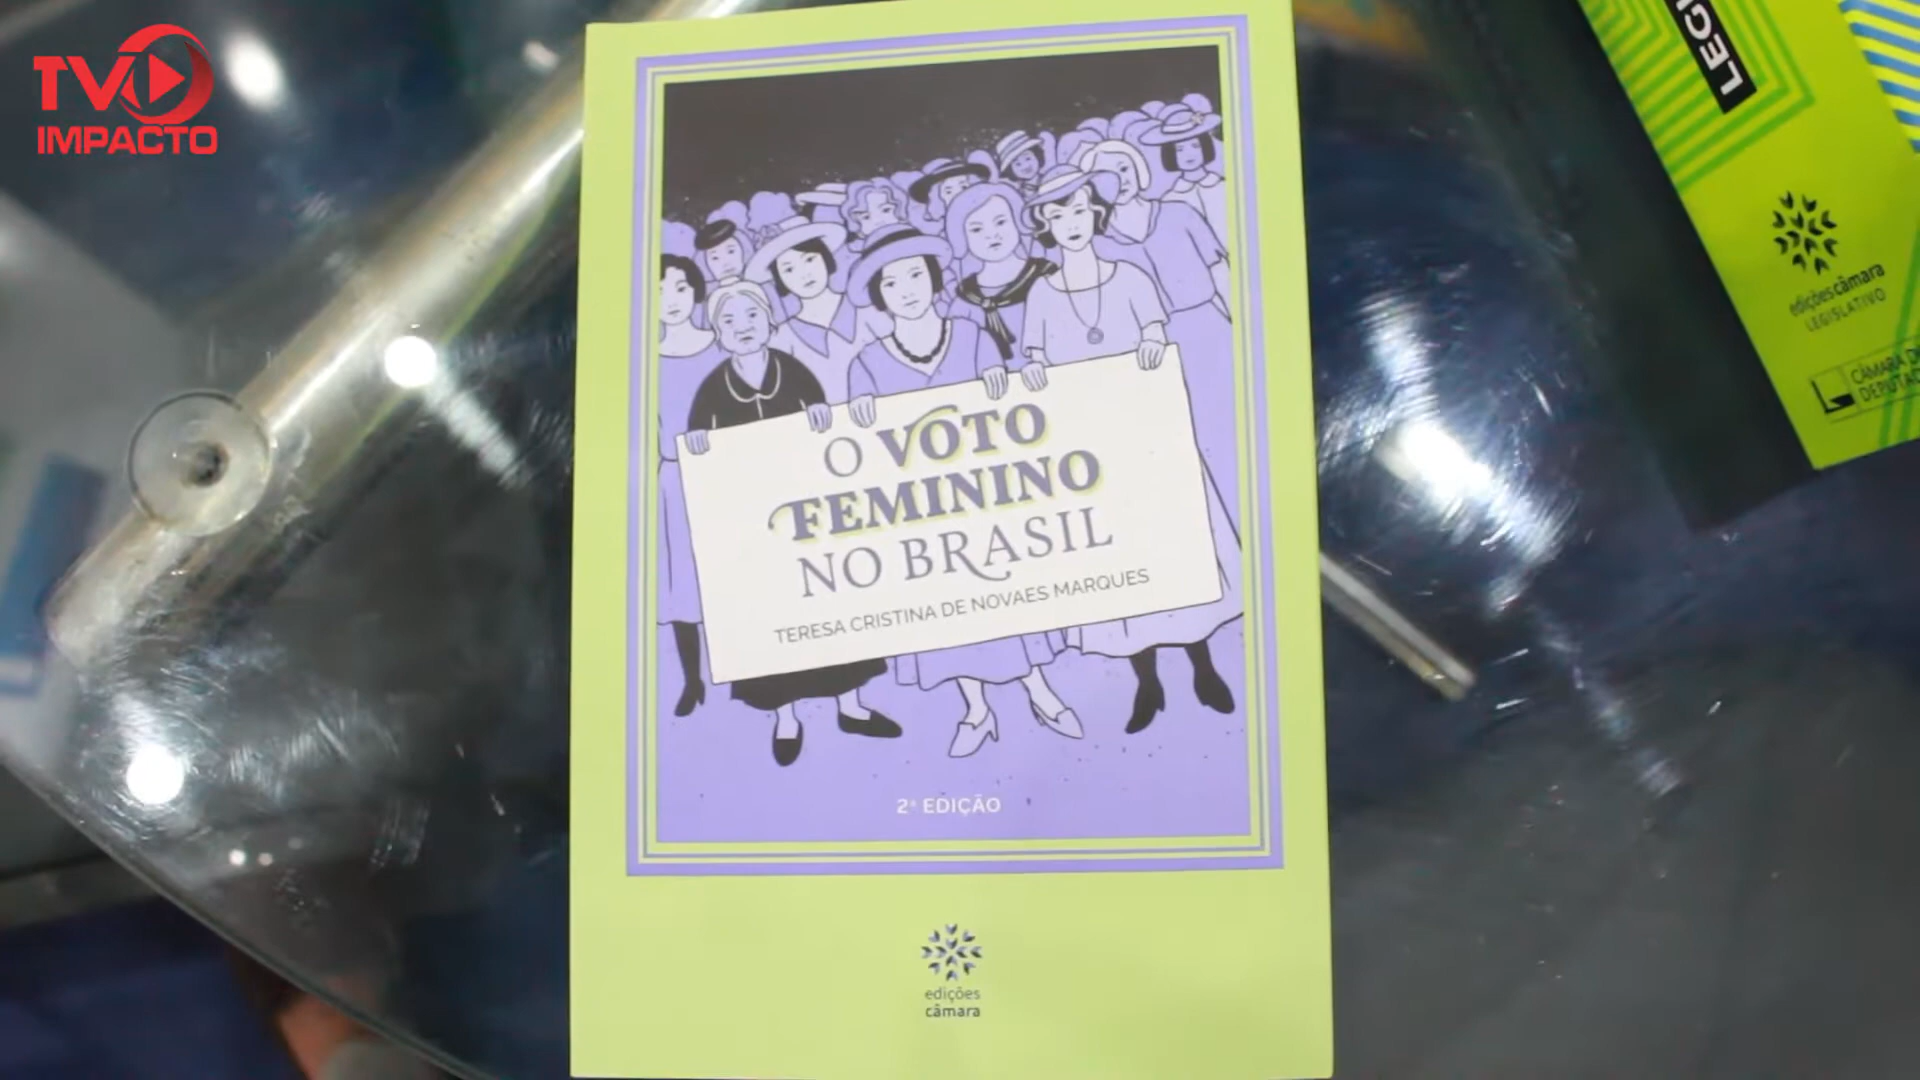 TV
IMPACTO
O VOTO
FEMININO
NO BRASIL
TERESA CRISTINA DE NOVAES MARQUES
2ª EDIÇÃO
edições
câmara
edições câmara
LEGISLATIVO